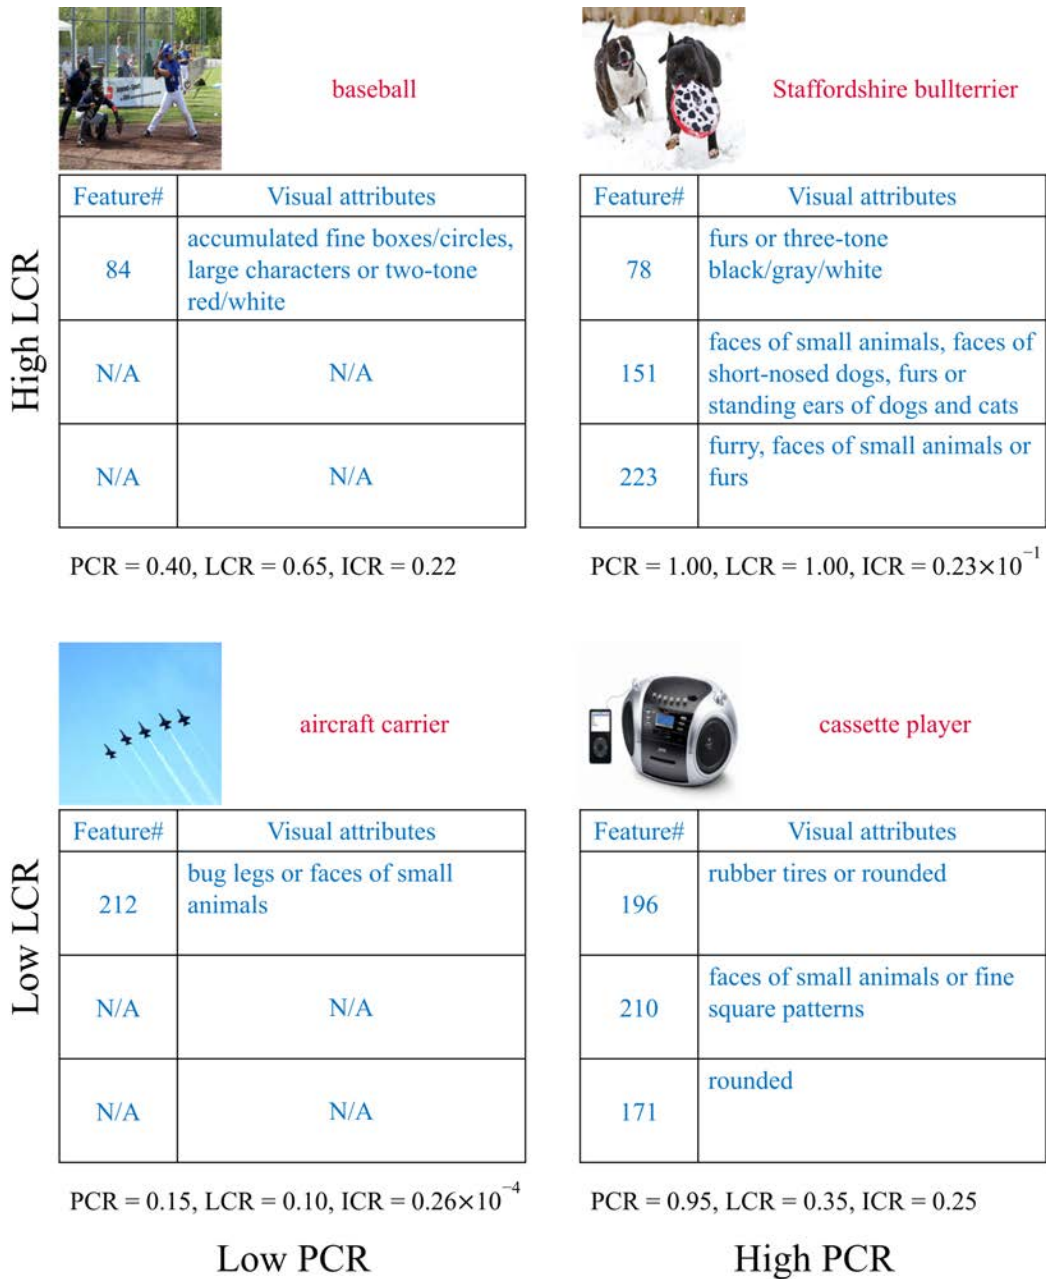 baseball
Feature#
Visual attributes
84
accumulated fine boxes/circles,
large characters or two-tone
red/white
N/A
N/A
N/A
N/A
PCR = 0.40, LCR = 0.65, ICR = 0.22
Staffordshire bullterrier
Feature#
Visual attributes
78
furs or three-tone
black/gray/white
151
faces of small animals, faces of
short-nosed dogs, furs or
standing ears of dogs and cats
223
furry, faces of small animals or
furs
PCR = 1.00, LCR = 1.00, ICR = 0.23×10⁻¹
High LCR
aircraft carrier
Feature#
Visual attributes
212
bug legs or faces of small
animals
N/A
N/A
N/A
N/A
PCR = 0.15, LCR = 0.10, ICR = 0.26×10⁻⁴
cassette player
Feature#
Visual attributes
196
rubber tires or rounded
210
faces of small animals or fine
square patterns
171
rounded
PCR = 0.95, LCR = 0.35, ICR = 0.25
Low LCR
Low PCR
High PCR